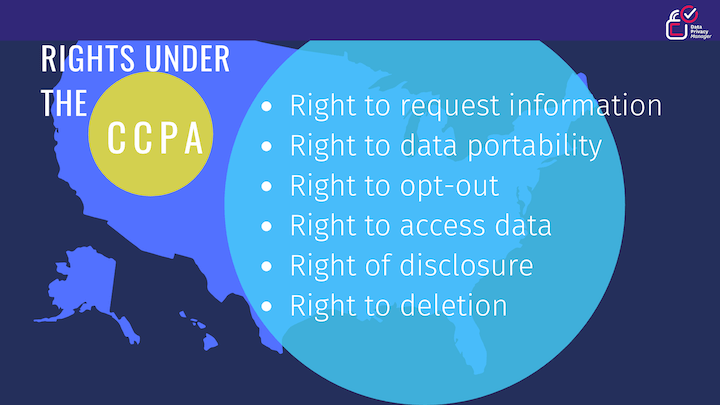 Data
Privacy
Manager
RIGHTS UNDER
THE
CCPA
• Right to request information
• Right to data portability
• Right to opt-out
• Right to access data
• Right of disclosure
• Right to deletion